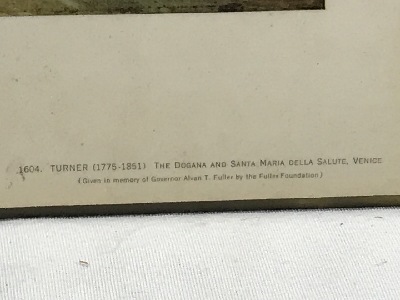 1604. TURNER (1775-1851) THE DOGANA AND SANTA MARIA DELLA SALUTE, VENICE
(Given in memory of Governor Alvan T. Fuller by the Fuller Foundation)